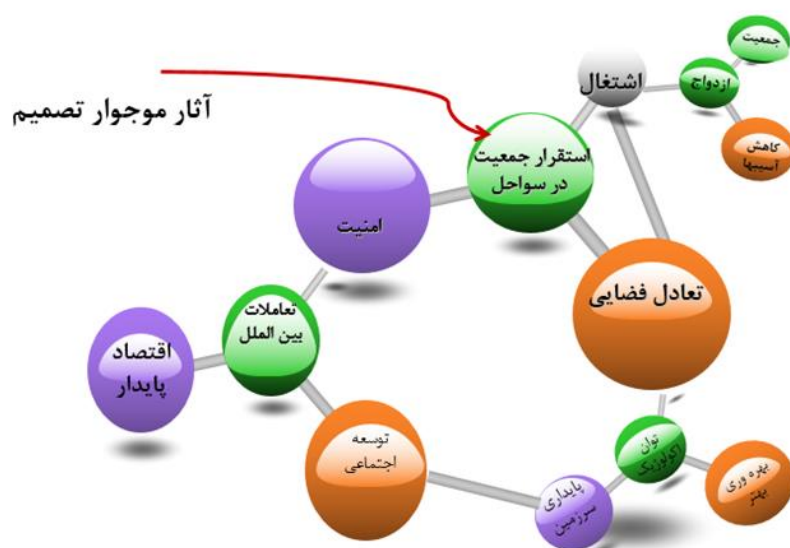 جمعیت
اشتغال
ازدواج
آثار موجوار تصمیم
کاهش
آسیبها
استقرار جمعیت
در سواحل
امنیت
تعادل فضایی
تعاملات
بین الملل
اقتصاد
پایدار
توسعه
اجتماعی
توان
اکولوژیک
بهره وری
بهتر
پایداری
سرزمین